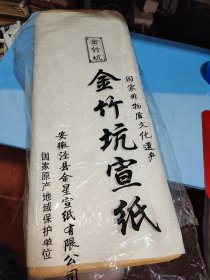 金竹坑
国家非物质文化遗产
金竹坑宣纸
安徽泾县金星宣纸有限公司
国家原产地域保护单位